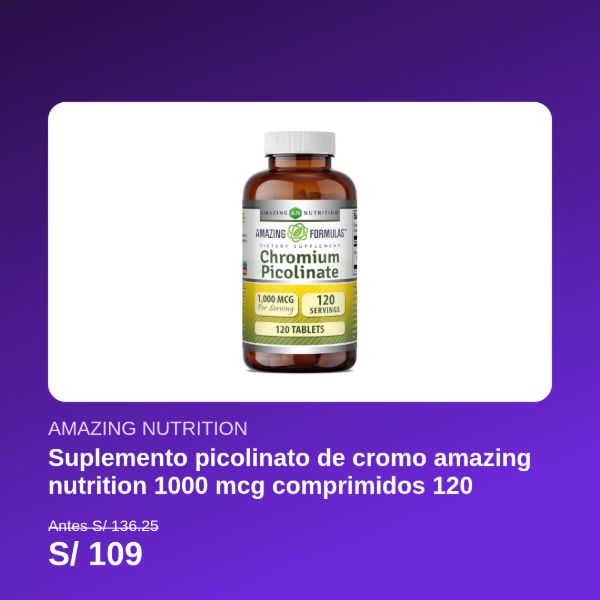 AMAZING NUTRITION
AMAZING FORMULAS
DIETARY SUPPLEMENT
Chromium
Picolinate
1,000 MCG
Per Serving
120
SERVINGS
120 TABLETS
AMAZING NUTRITION
Suplemento picolinato de cromo amazing
nutrition 1000 mcg comprimidos 120
Antes S/ 136.25
S/ 109